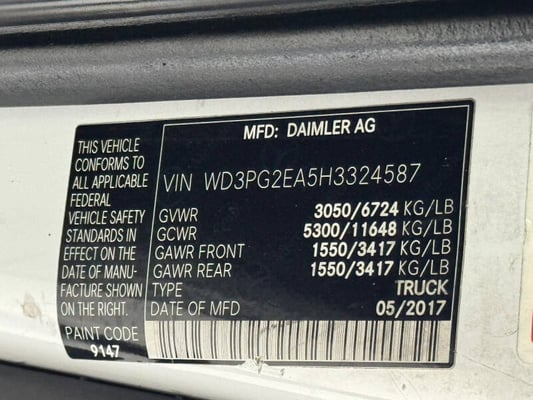 THIS VEHICLE
CONFORMS TO
ALL APPLICABLE
FEDERAL
VEHICLE SAFETY
STANDARDS IN
EFFECT ON THE
DATE OF MANU-
FACTURE SHOWN
ON THE RIGHT.
PAINT CODE
9147
MFD: DAIMLER AG
VIN WD3PG2EA5H3324587
GVWR 3050/6724 KG/LB
GCWR 5300/11648 KG/LB
GAWR FRONT 1550/3417 KG/LB
GAWR REAR 1550/3417 KG/LB
TYPE TRUCK
DATE OF MFD 05/2017